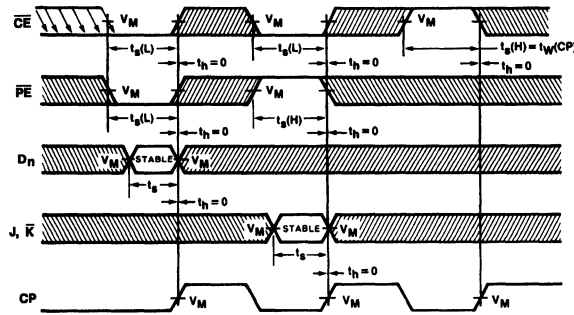 C̅E̅ V_M V_M V_M
t_s(L) t_s(L) t_s(H) = t_W(CP)
t_h = 0 t_h = 0 t_h = 0
P̅E̅ V_M V_M
t_s(L) t_s(H)
t_h = 0 t_h = 0
D_n V_M STABLE V_M
t_s
t_h = 0
J, K̅ V_M STABLE V_M
t_s
t_h = 0
CP V_M V_M V_M